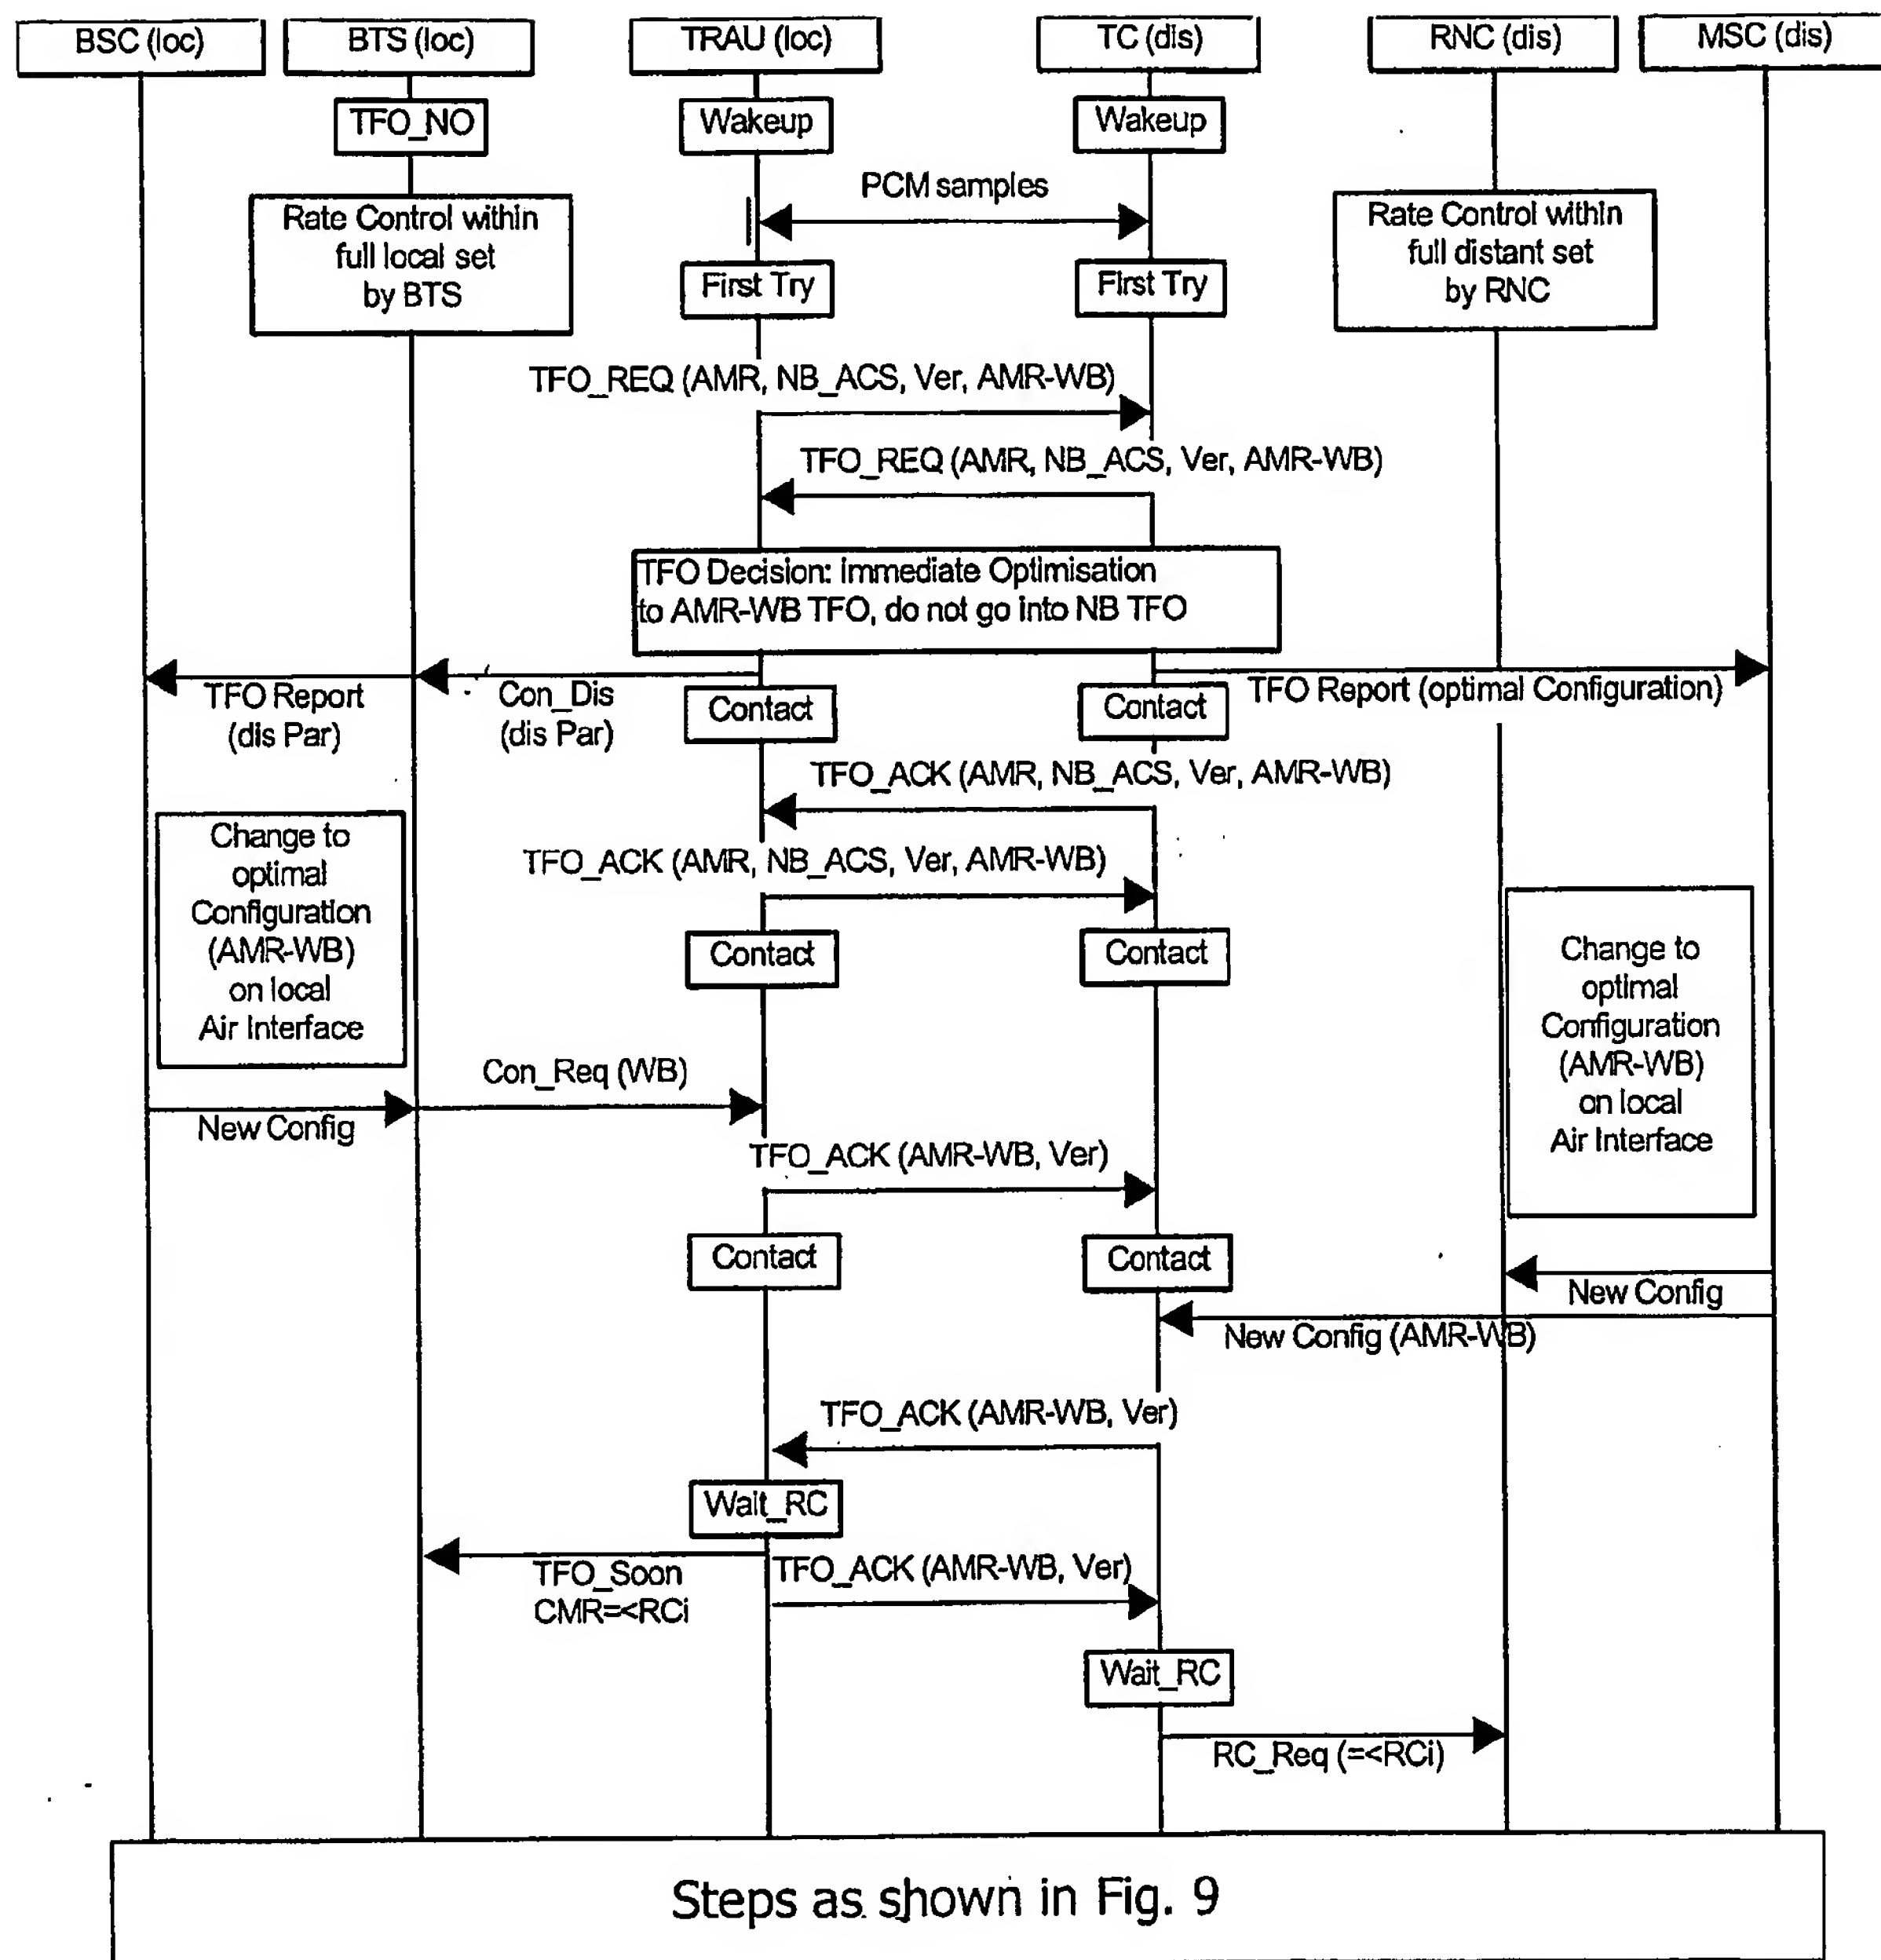 BSC (loc)
BTS (loc)
TRAU (loc)
TC (dis)
RNC (dis)
MSC (dis)
TFO_NO
Wakeup
Wakeup
PCM samples
Rate Control within
full local set
by BTS
Rate Control within
full distant set
by RNC
First Try
First Try
TFO_REQ (AMR, NB_ACS, Ver, AMR-WB)
TFO_REQ (AMR, NB_ACS, Ver, AMR-WB)
TFO Decision: Immediate Optimisation
to AMR-WB TFO, do not go into NB TFO
TFO Report
(dis Par)
Con_Dis
(dis Par)
Contact
Contact
TFO Report (optimal Configuration)
TFO_ACK (AMR, NB_ACS, Ver, AMR-WB)
Change to
optimal
Configuration
(AMR-WB)
on local
Air Interface
TFO_ACK (AMR, NB_ACS, Ver, AMR-WB)
Contact
Contact
Change to
optimal
Configuration
(AMR-WB)
on local
Air Interface
Con_Req (WB)
New Config
TFO_ACK (AMR-WB, Ver)
Contact
Contact
New Config
New Config (AMR-WB)
TFO_ACK (AMR-WB, Ver)
Wait_RC
TFO_Soon
CMR=<RCi
TFO_ACK (AMR-WB, Ver)
Wait_RC
RC_Req (=<RCi)
Steps as shown in Fig. 9